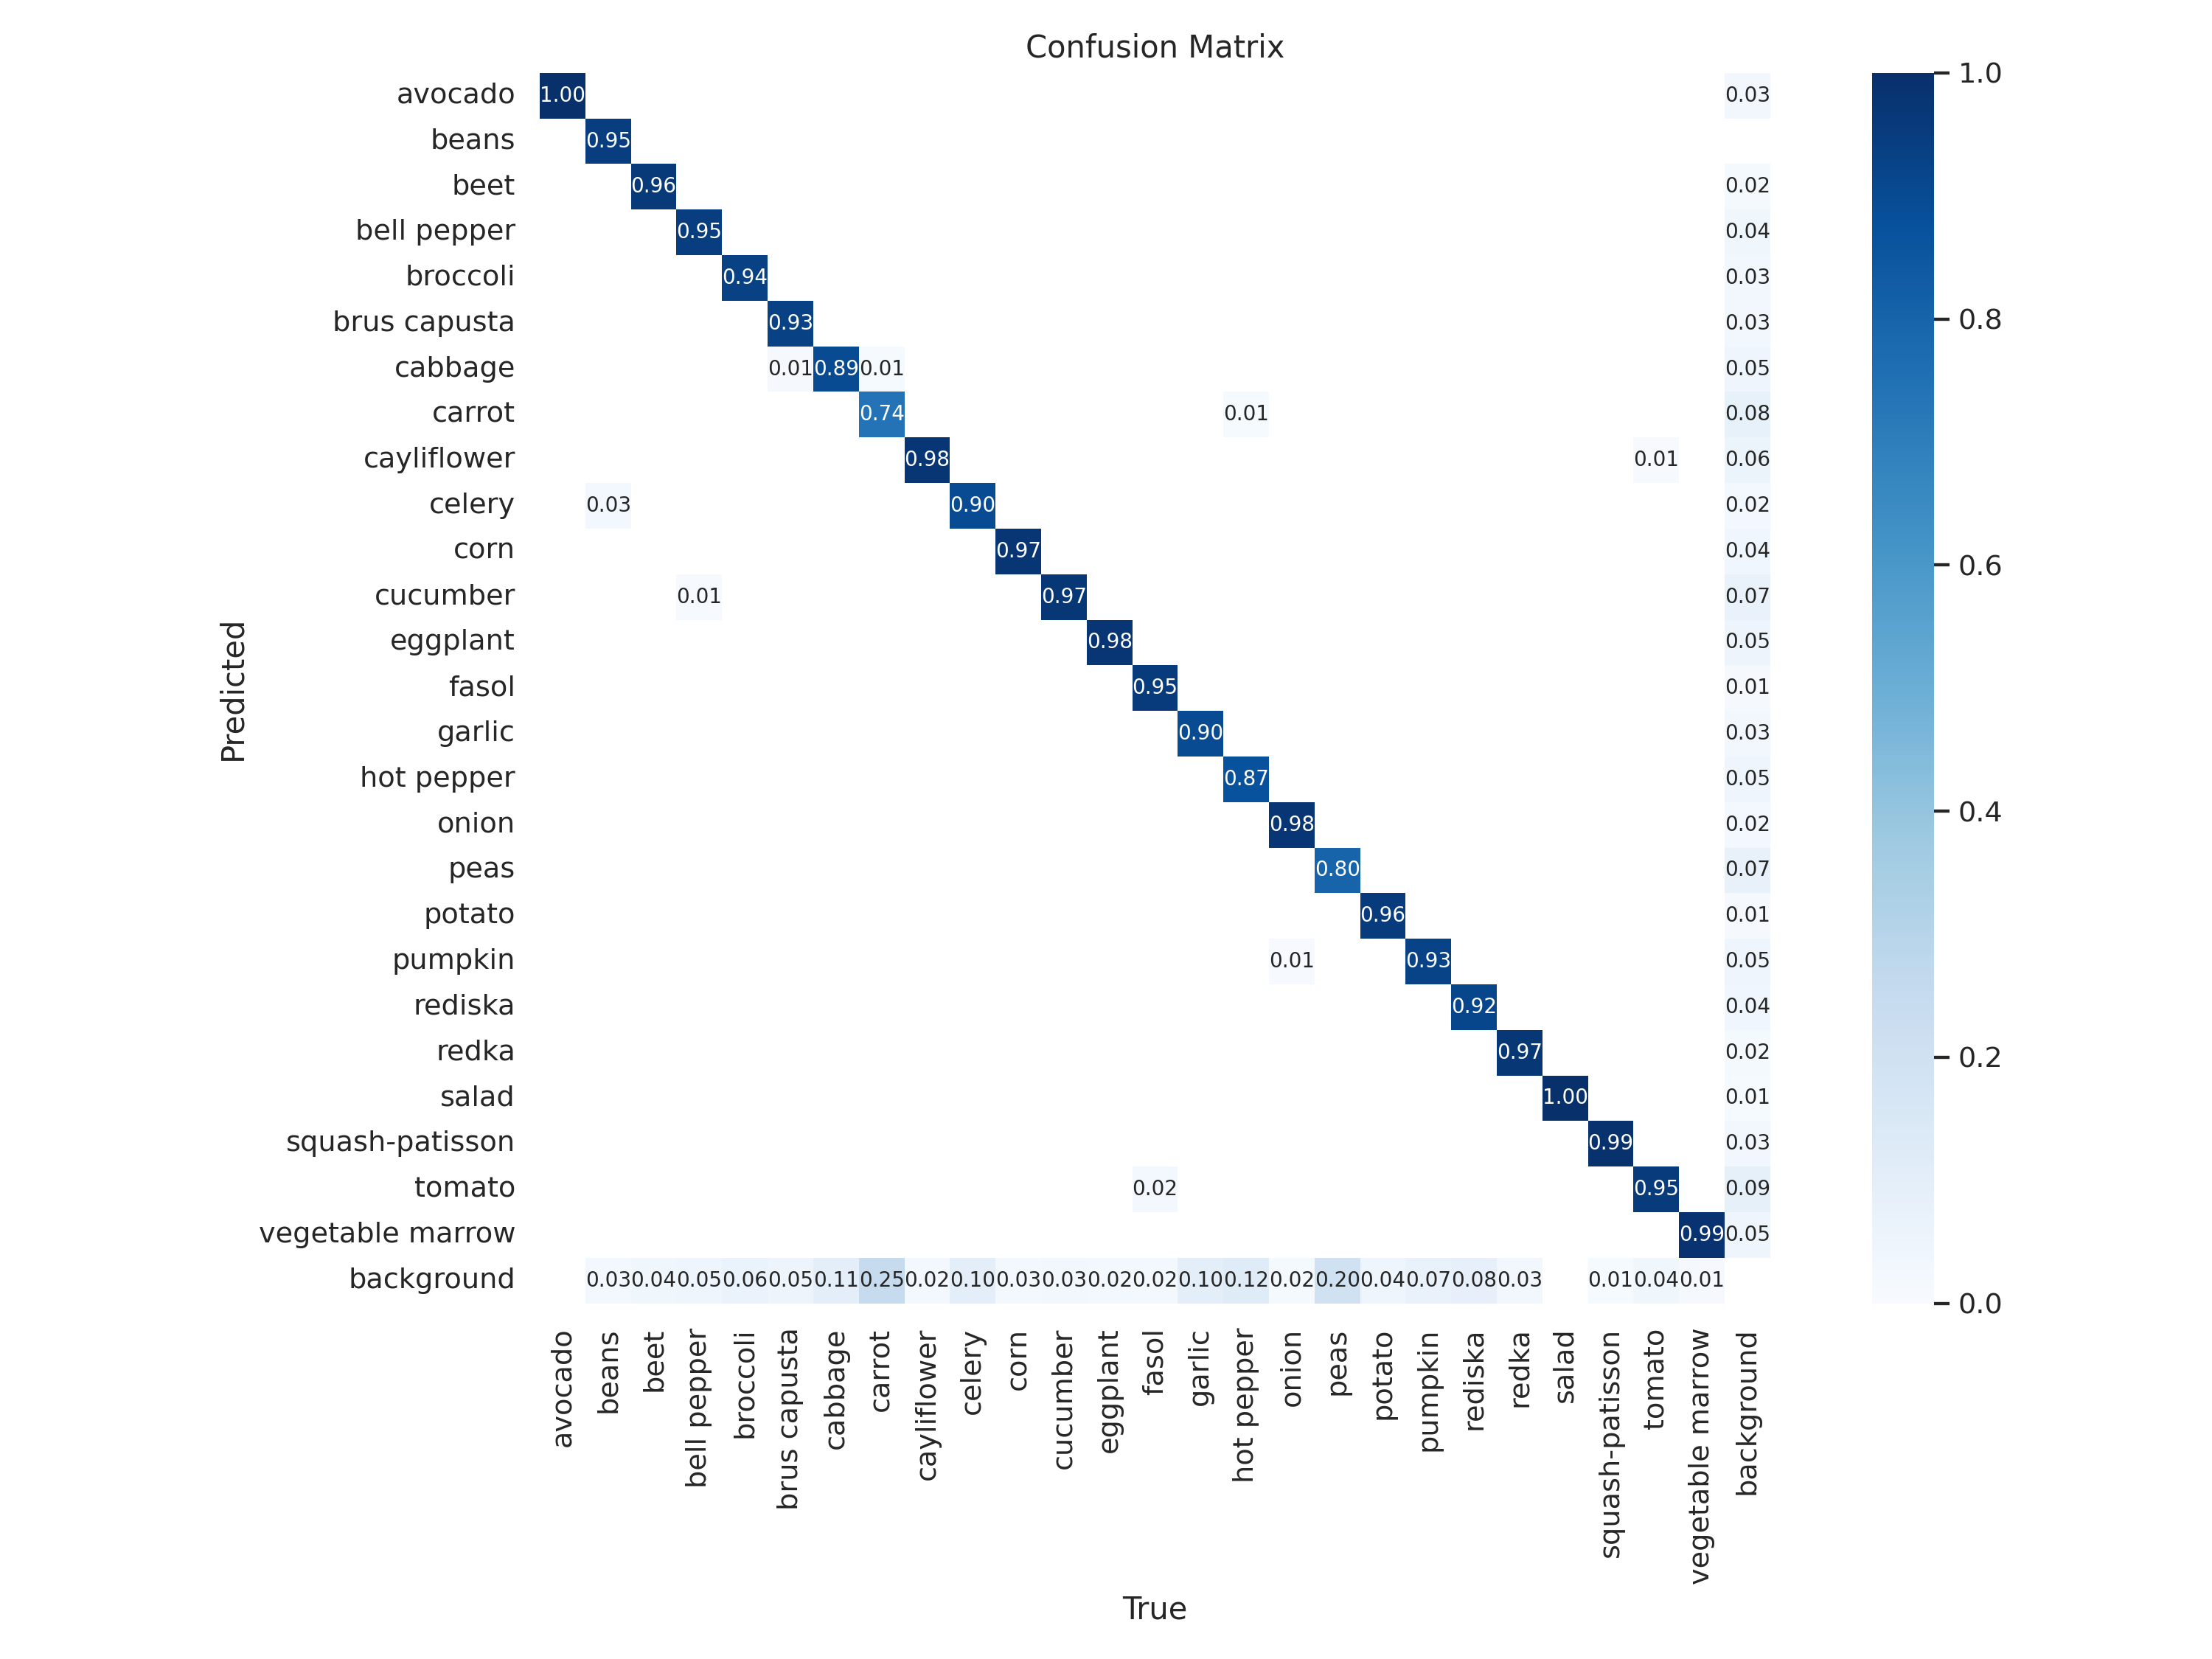 Confusion Matrix
avocado 1.00 0.03 1.0
beans 0.95
beet 0.96 0.02
bell pepper 0.95 0.04
broccoli 0.94 0.03
brus capusta 0.93 0.03 0.8
cabbage 0.01 0.89 0.01 0.05
carrot 0.74 0.01 0.08
cayliflower 0.98 0.01 0.06
celery 0.03 0.90 0.02
corn 0.97 0.04
0.6
cucumber 0.01 0.97 0.07
eggplant 0.98 0.05
Predicted
fasol 0.95 0.01
garlic 0.90 0.03
hot pepper 0.87 0.05
0.4
onion 0.98 0.02
peas 0.80 0.07
potato 0.96 0.01
pumpkin 0.01 0.93 0.05
rediska 0.92 0.04
redka 0.97 0.02 0.2
salad 1.00 0.01
squash-patisson 0.99 0.03
tomato 0.02 0.95 0.09
vegetable marrow 0.99 0.05
background 0.03 0.04 0.05 0.06 0.05 0.11 0.25 0.02 0.10 0.03 0.03 0.02 0.02 0.10 0.12 0.02 0.20 0.04 0.07 0.08 0.03 0.01 0.04 0.01
0.0
avocado
beans
beet
bell pepper
broccoli
brus capusta
cabbage
carrot
cayliflower
celery
corn
cucumber
eggplant
fasol
garlic
hot pepper
onion
peas
potato
pumpkin
rediska
redka
salad
squash-patisson
tomato
vegetable marrow
background
True